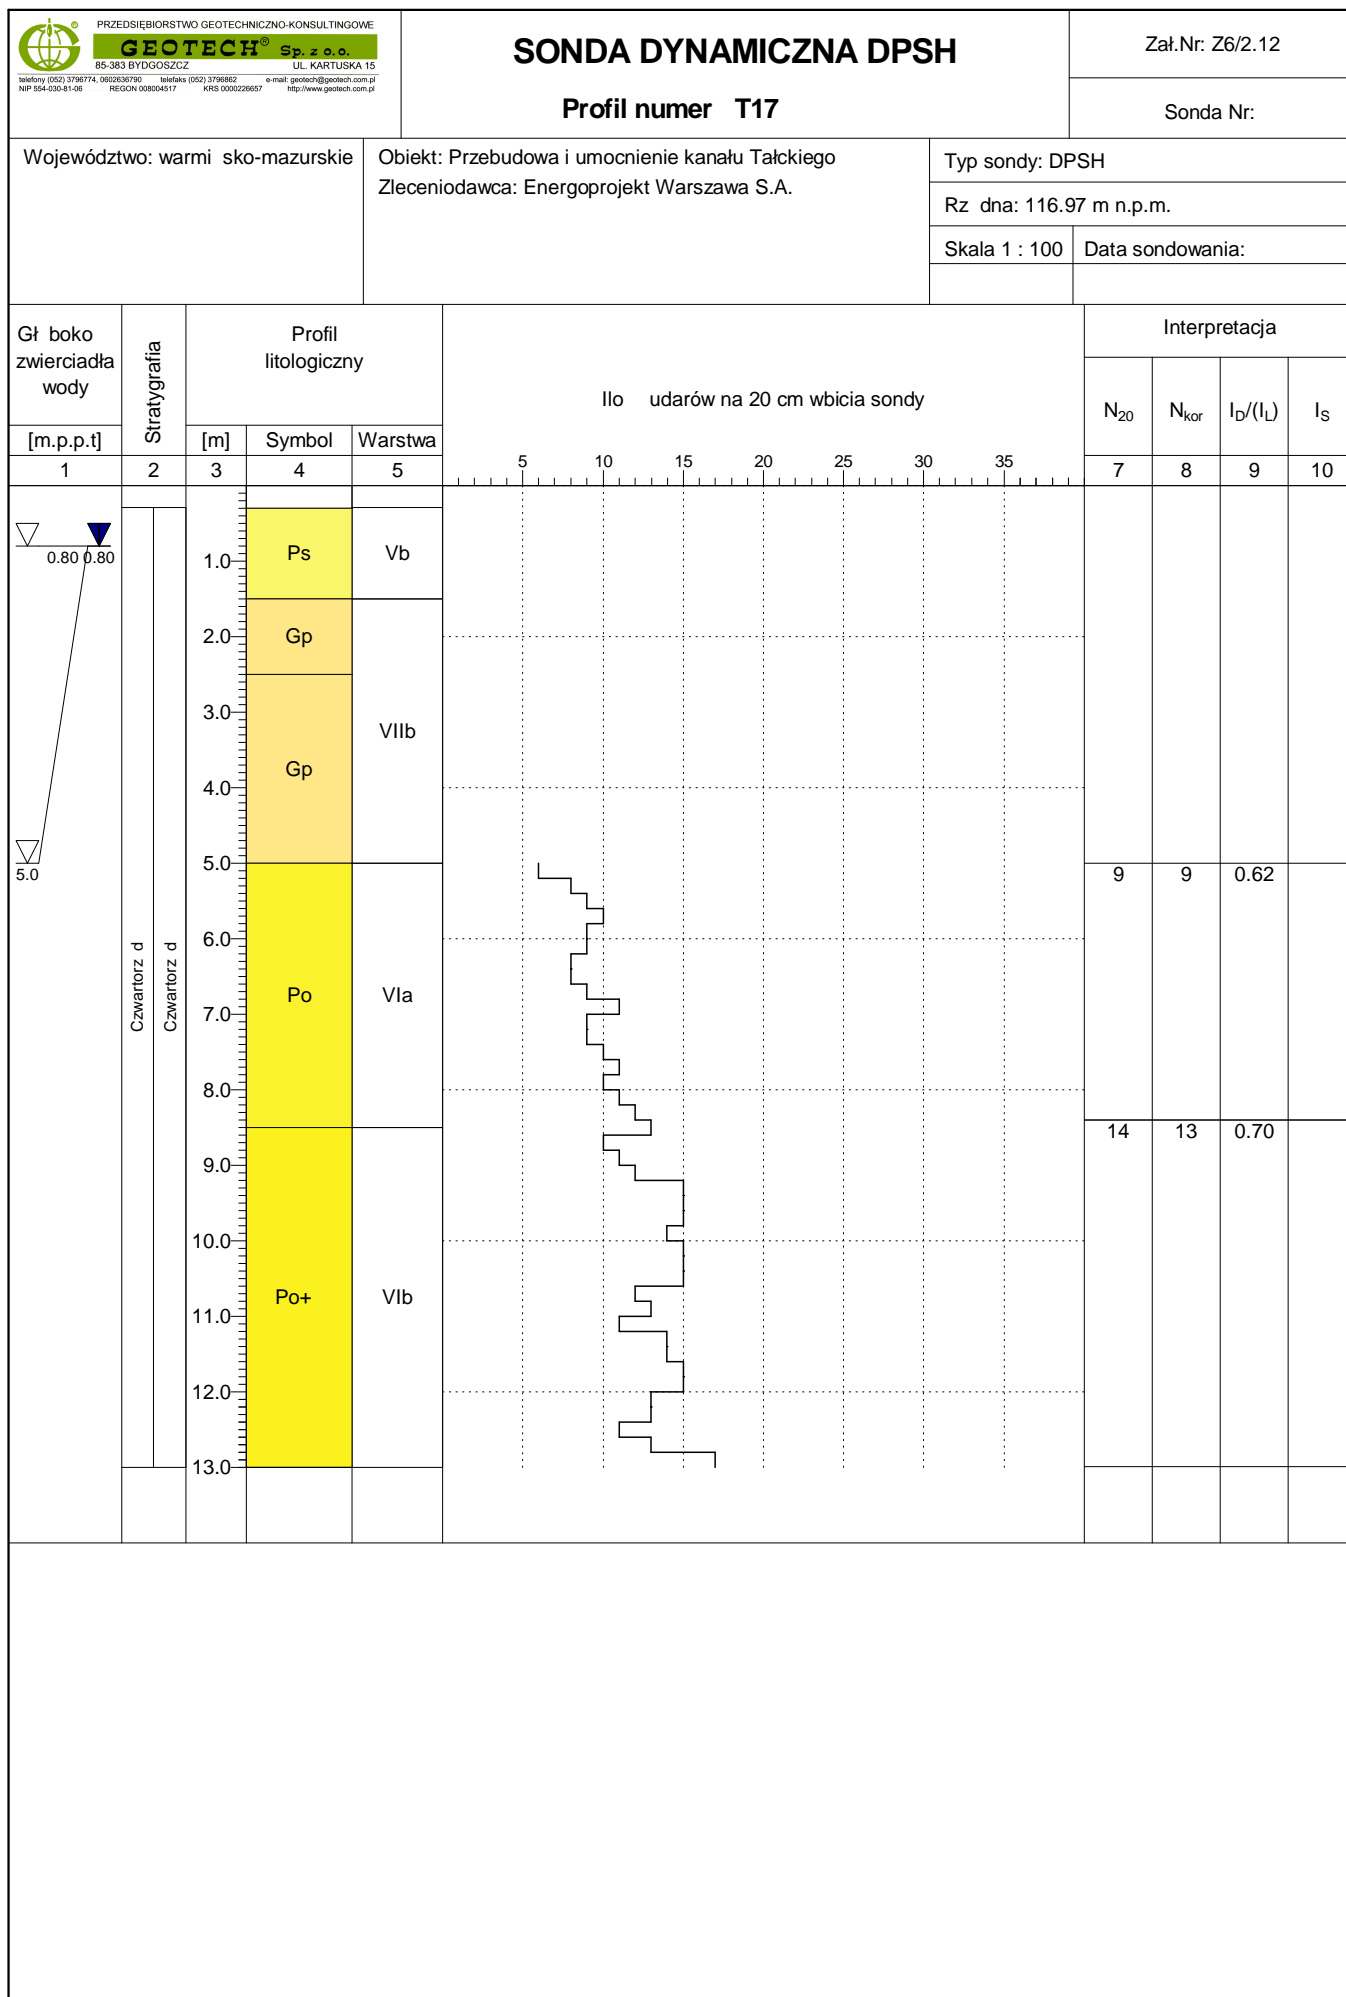 PRZEDSIĘBIORSTWO GEOTECHNICZNO-KONSULTINGOWE
GEOTECH® Sp. z o.o.
85-383 BYDGOSZCZ UL. KARTUSKA 15
telefony (052) 3796774, 0602636790 telefaks (052) 3796862 e-mail: geotech@geotech.com.pl
NIP 554-030-81-06 REGON 008004517 KRS 0000226657 http://www.geotech.com.pl
SONDA DYNAMICZNA DPSH
Profil numer T17
Zał.Nr: Z6/2.12
Sonda Nr:
Województwo: warmi sko-mazurskie
Obiekt: Przebudowa i umocnienie kanału Tałckiego
Zleceniodawca: Energoprojekt Warszawa S.A.
Typ sondy: DPSH
Rz dna: 116.97 m n.p.m.
Skala 1 : 100 Data sondowania:
Gł boko
zwierciadła
wody
[m.p.p.t]
Stratygrafia
Profil
litologiczny
[m] Symbol Warstwa
Ilo udarów na 20 cm wbicia sondy
Interpretacja
N20 Nkor ID/(IL) IS
1 2 3 4 5
5 10 15 20 25 30 35
7 8 9 10
0.80 0.80
5.0
Czwartorz d
Czwartorz d
1.0
2.0
3.0
4.0
5.0
6.0
7.0
8.0
9.0
10.0
11.0
12.0
13.0
Ps Vb
Gp
VIIb
Gp
Po VIa
Po+ VIb
9 9 0.62
14 13 0.70